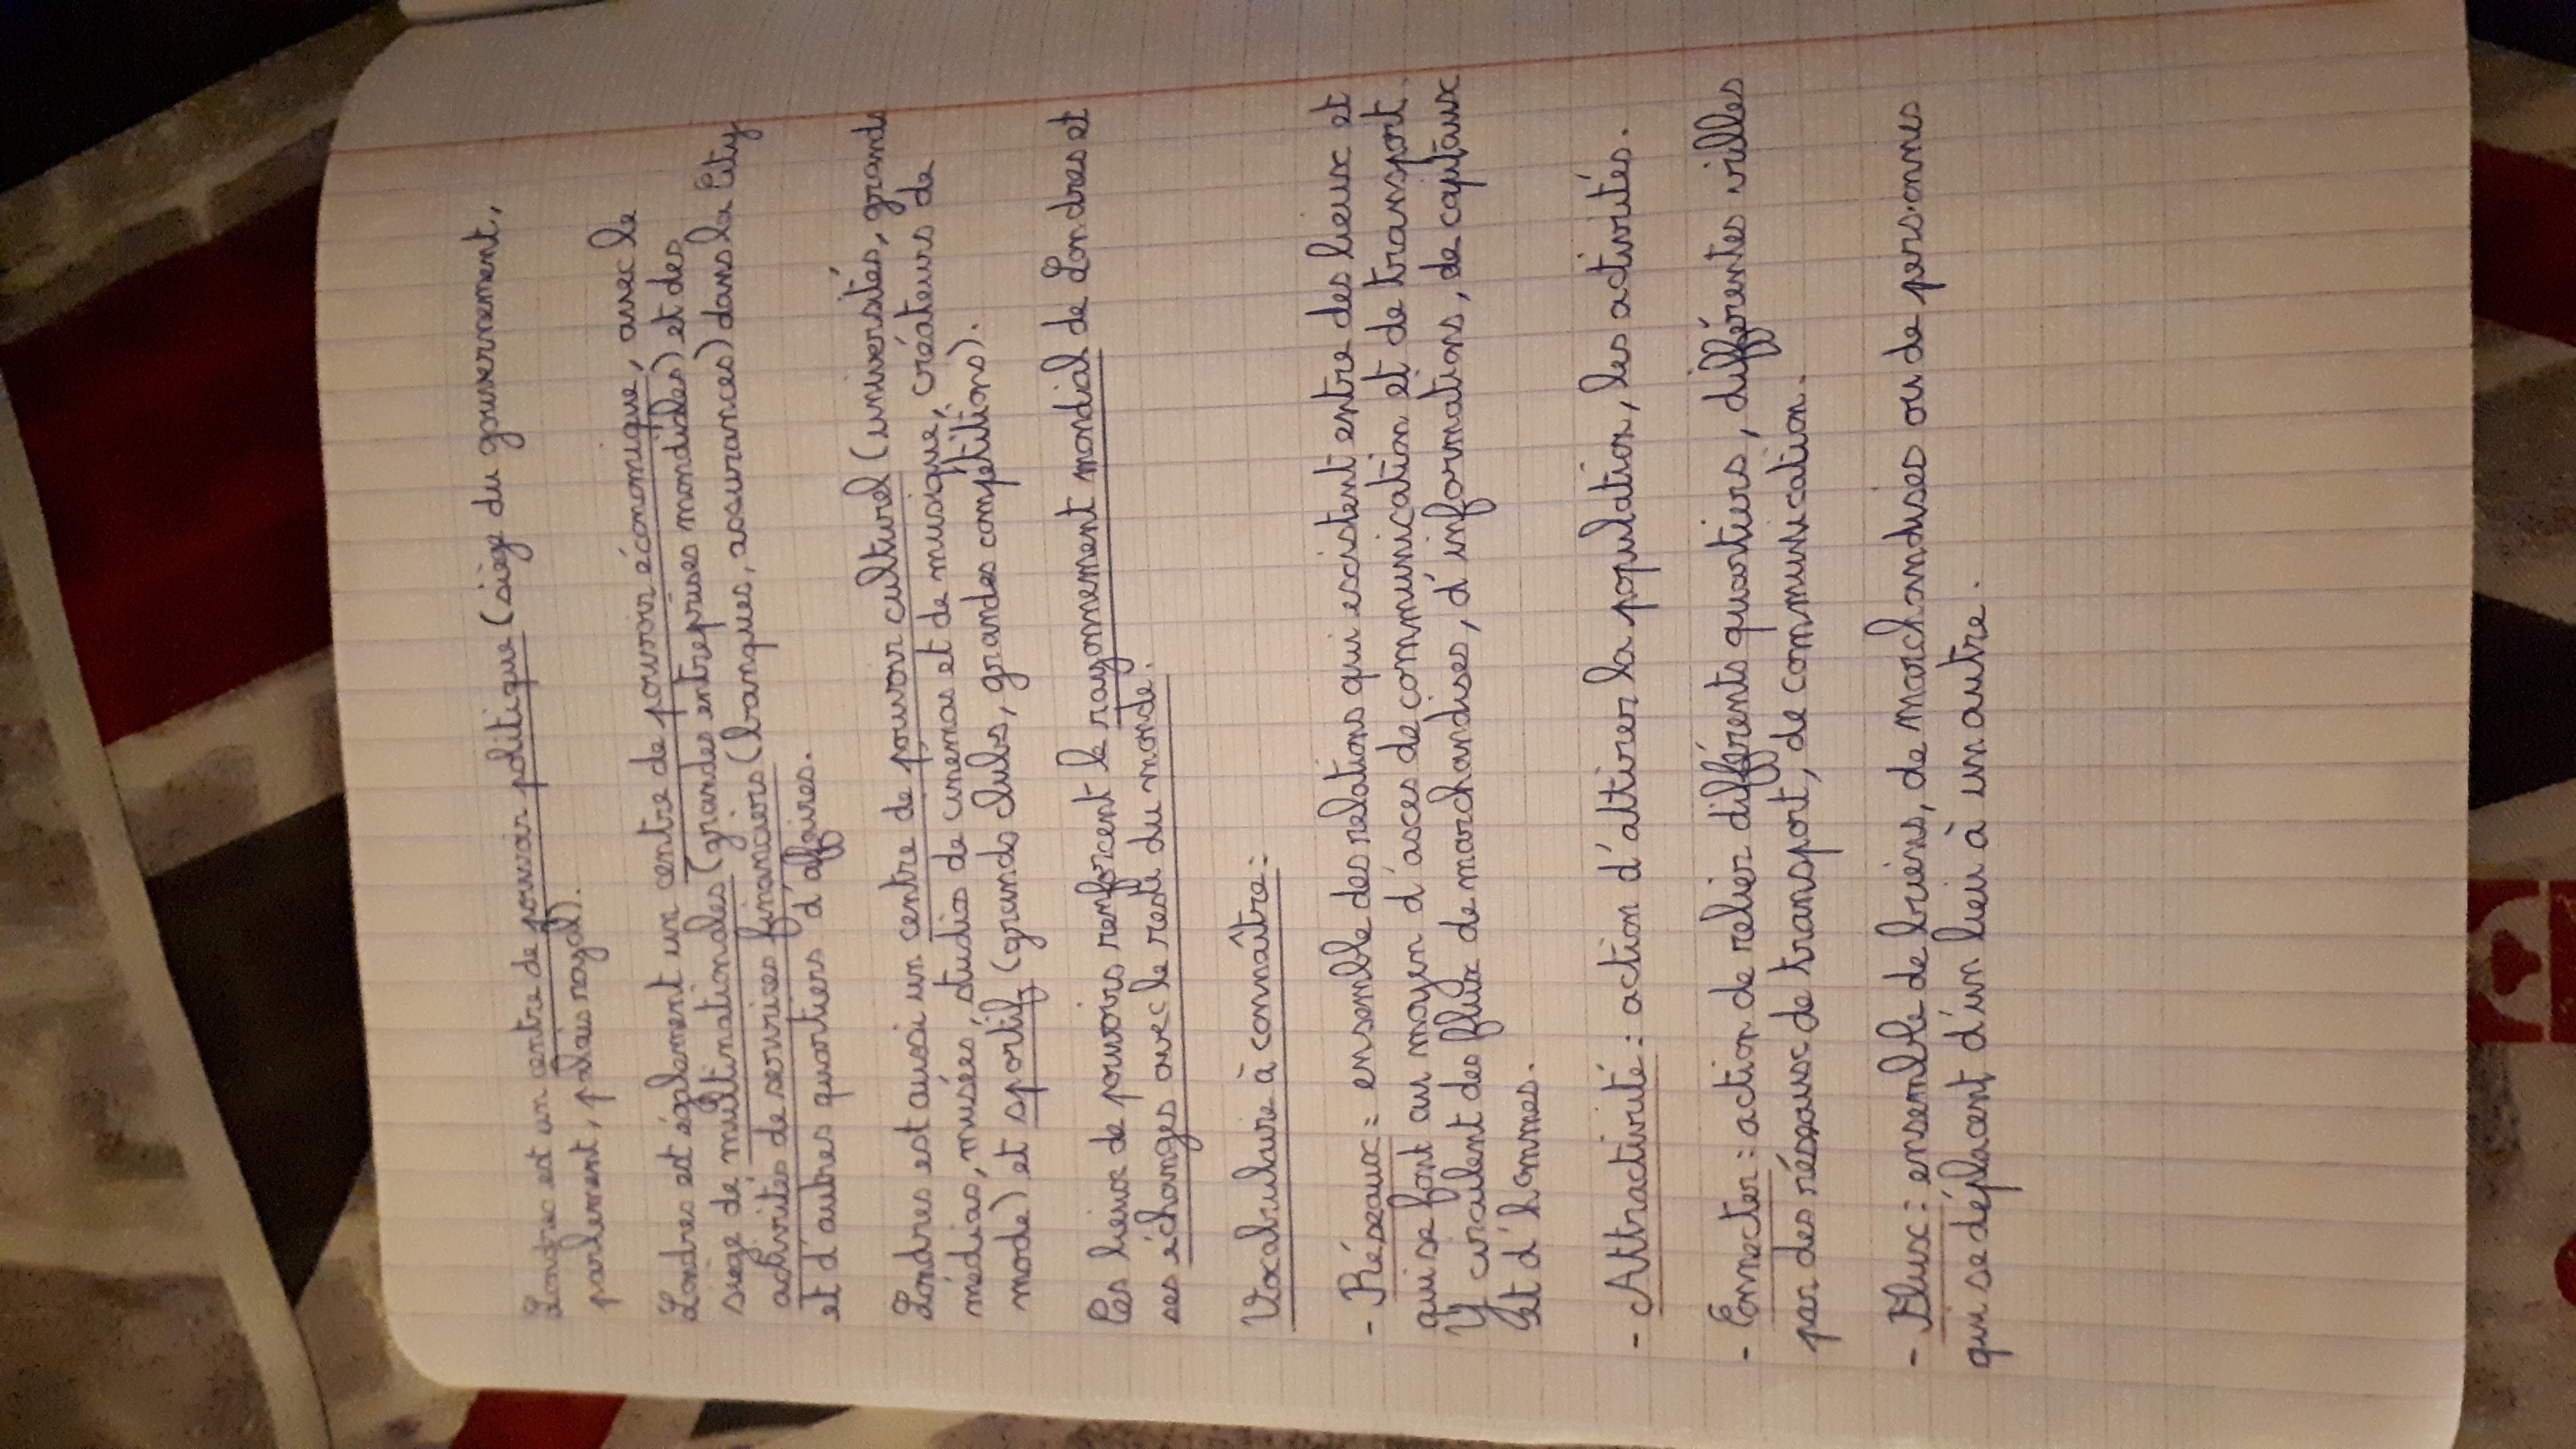 Londres est un centre de pouvoir politique (siège du gouvernement,
parlement, palais royal).
Londres est également un centre de pouvoir économique, avec le
siège de multinationales (grandes entreprises mondiales) et des
activités de services financiers (banques, assurances) dans la City
et d'autres quartiers d'affaires.
Londres est aussi un centre de pouvoir culturel (universités, grands
médias, musées, studios de cinémas et de musique, créateurs de
mode) et sportif (grands clubs, grandes compétitions).
Ces lieux de pouvoirs renforcent le rayonnement mondial de Londres et
ses échanges avec le reste du monde.
Vocabulaire à connaître :
- Réseaux : ensemble des relations qui existent entre des lieux et
qui se font au moyen d'axes de communication et de transport.
Y circulent des flux de marchandises, d'informations, de capitaux
et d'hommes.
- Attractivité : action d'attirer la population, les activités.
- Connecter : action de relier différents quartiers, différentes villes
par des réseaux de transport, de communication.
- Flux : ensemble de biens, de marchandises ou de personnes
qui se déplacent d'un lieu à un autre.